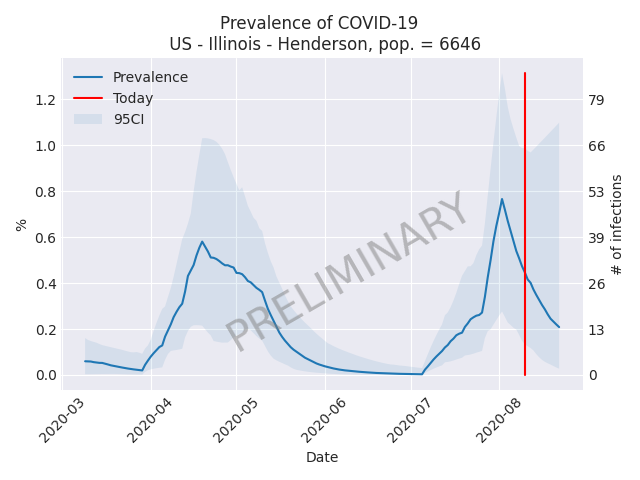 Prevalence of COVID-19
US - Illinois - Henderson, pop. = 6646
Prevalence
Today
95CI
1.2
1.0
0.8
0.6
0.4
0.2
0.0
%
79
66
53
39
26
13
0
# of infections
PRELIMINARY
2020-03
2020-04
2020-05
2020-06
2020-07
2020-08
Date